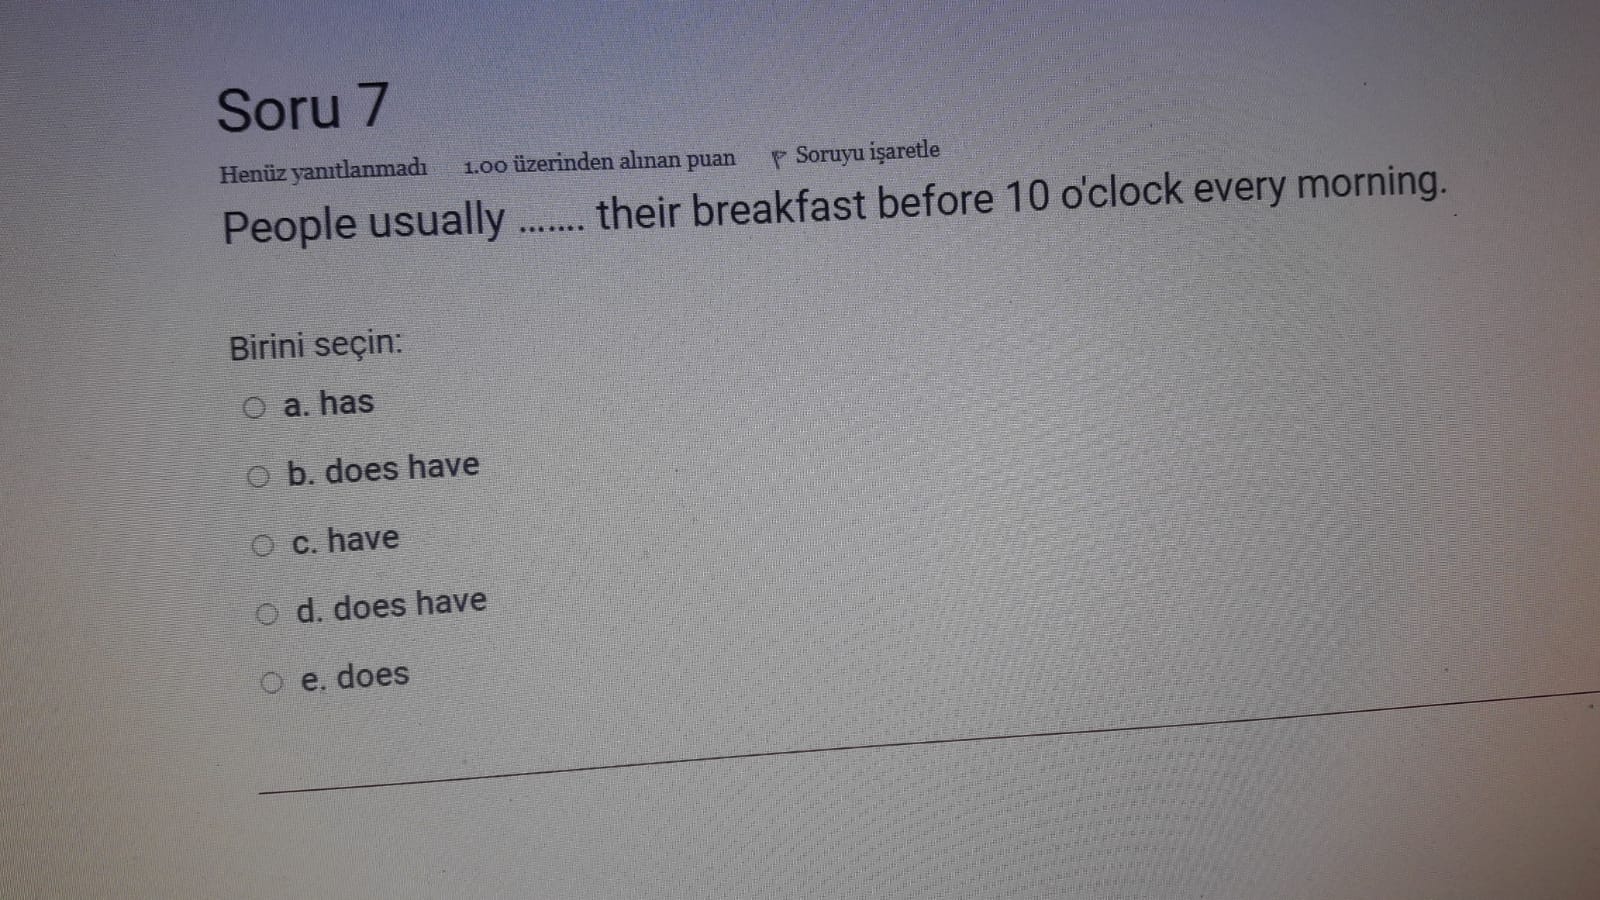 Soru 7
Henüz yanıtlanmadı 1.00 üzerinden alınan puan Soruyu işaretle
People usually ....... their breakfast before 10 o'clock every morning.
Birini seçin:
a. has
b. does have
c. have
d. does have
e. does